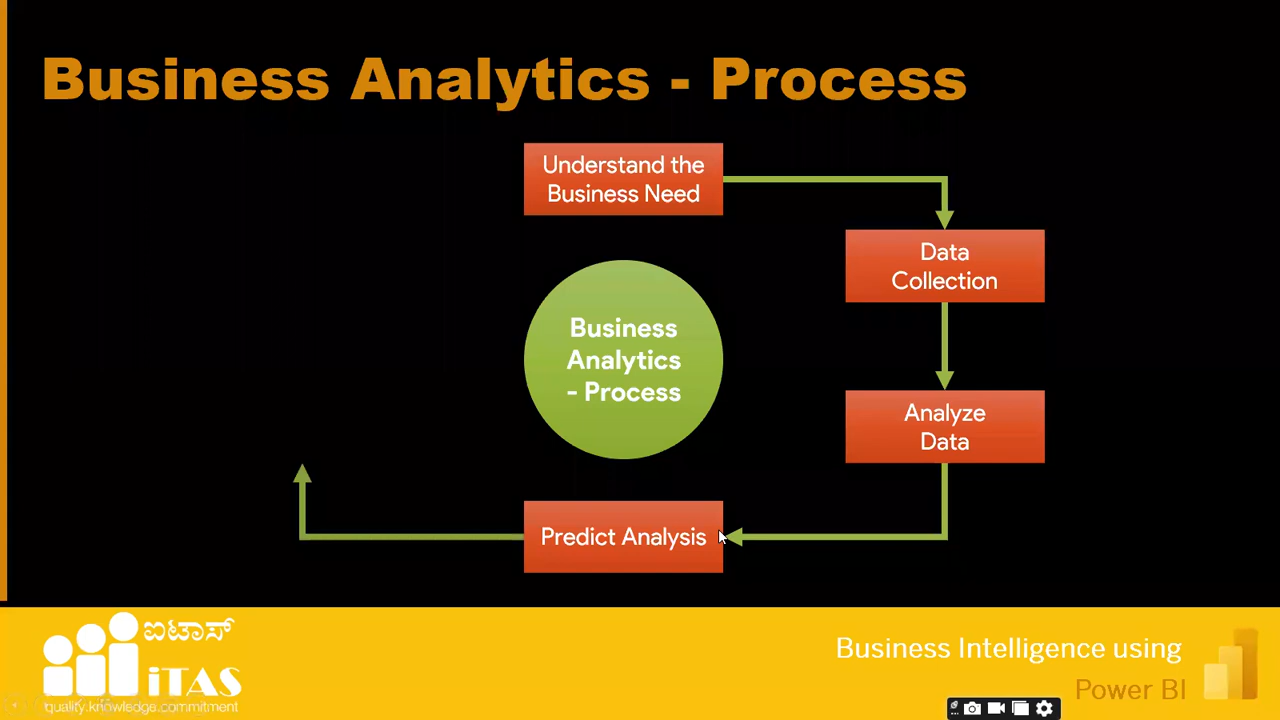 Business Analytics - Process
Understand the
Business Need
Data
Collection
Business
Analytics
- Process
Analyze
Data
Predict Analysis
ಐಟಾಸ್
iTAS
quality.knowledge.commitment
Business Intelligence using
Power BI